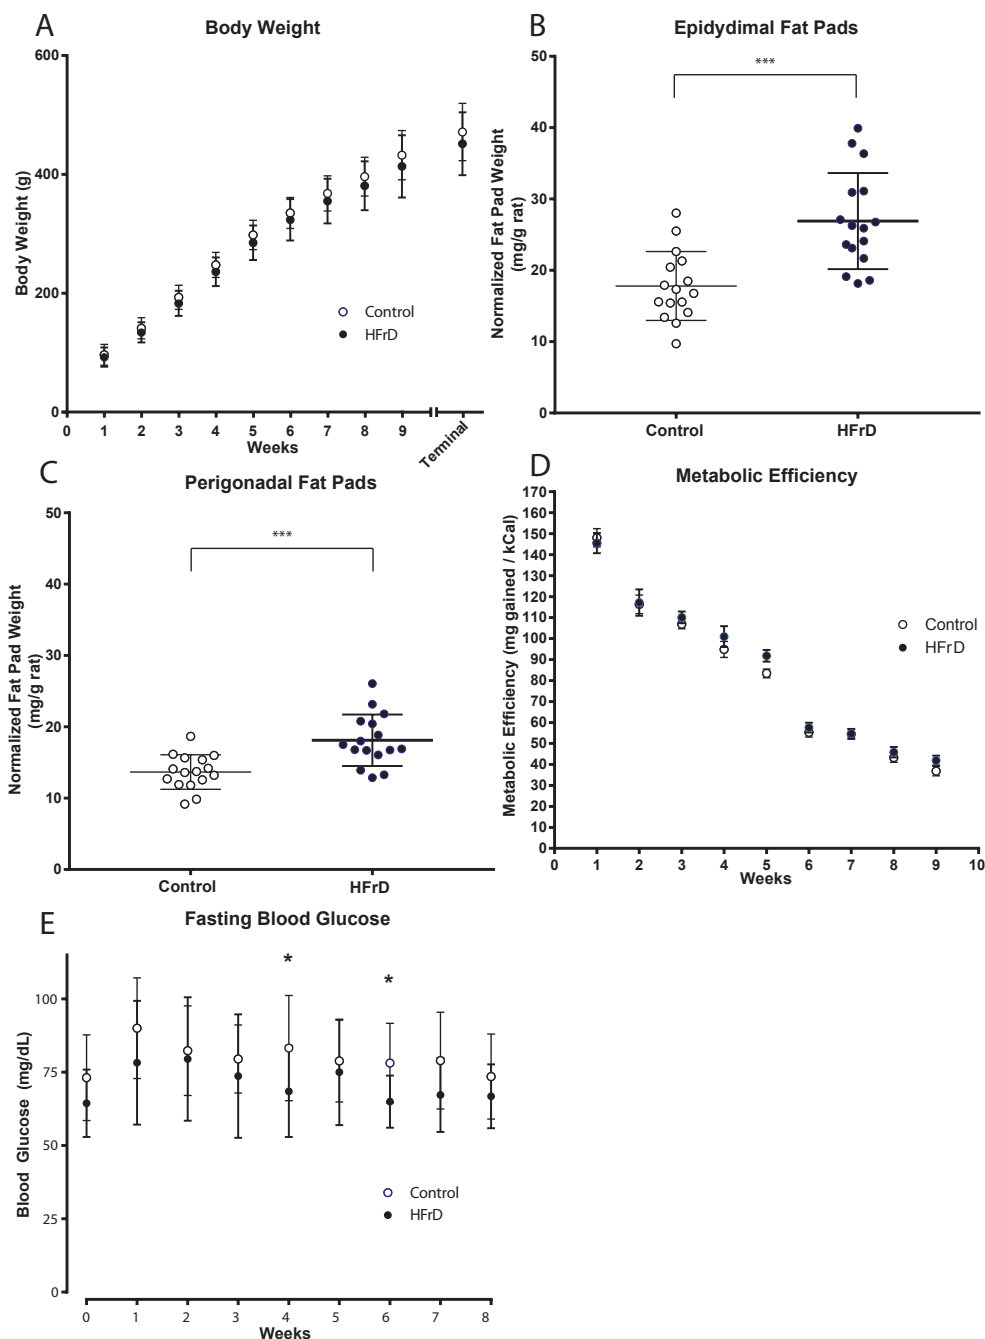 A
Body Weight
Body Weight (g)
600
400
200
0
0 1 2 3 4 5 6 7 8 9 Terminal
Weeks
Control
HFrD
B
Epidydimal Fat Pads
Normalized Fat Pad Weight
(mg/g rat)
50
40
30
20
10
0
***
Control HFrD
C
Perigonadal Fat Pads
Normalized Fat Pad Weight
(mg/g rat)
50
40
30
20
10
0
***
Control HFrD
D
Metabolic Efficiency
Metabolic Efficiency (mg gained / kCal)
170
160
150
140
130
120
110
100
90
80
70
60
50
40
30
20
10
0
0 1 2 3 4 5 6 7 8 9 10
Weeks
Control
HFrD
E
Fasting Blood Glucose
Blood Glucose (mg/dL)
100
75
50
25
0
* *
0 1 2 3 4 5 6 7 8
Weeks
Control
HFrD